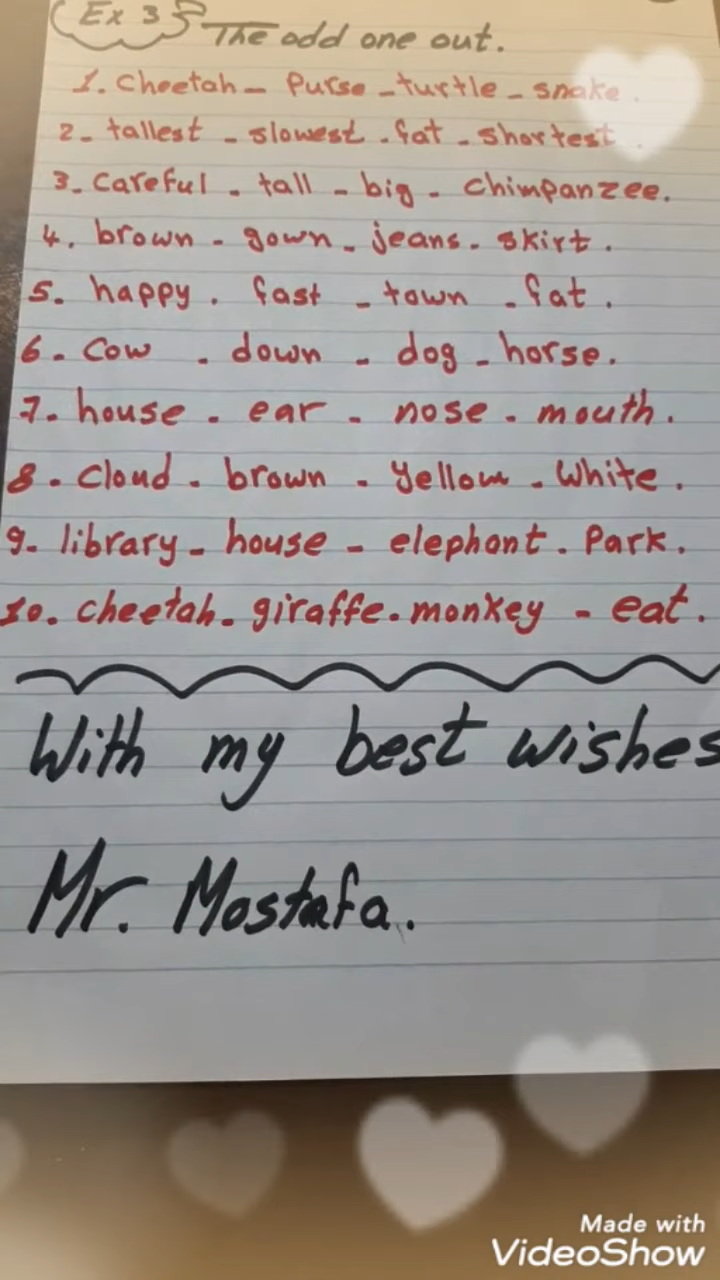 Ex 3 The odd one out.
1. Cheetah - Purse - turtle - snake.
2 - tallest - slowest . fat - shortest.
3 - Careful . tall - big - Chimpanzee.
4. brown - gown - jeans - skirt.
5. happy . fast - town - fat.
6 - Cow - down - dog - horse.
7 - house - ear - nose - mouth.
8 - Cloud - brown - yellow - White.
9 - library - house - elephant . Park.
10. cheetah - giraffe - monkey - eat.
With my best wishes
Mr. Mostafa.
Made with
VideoShow